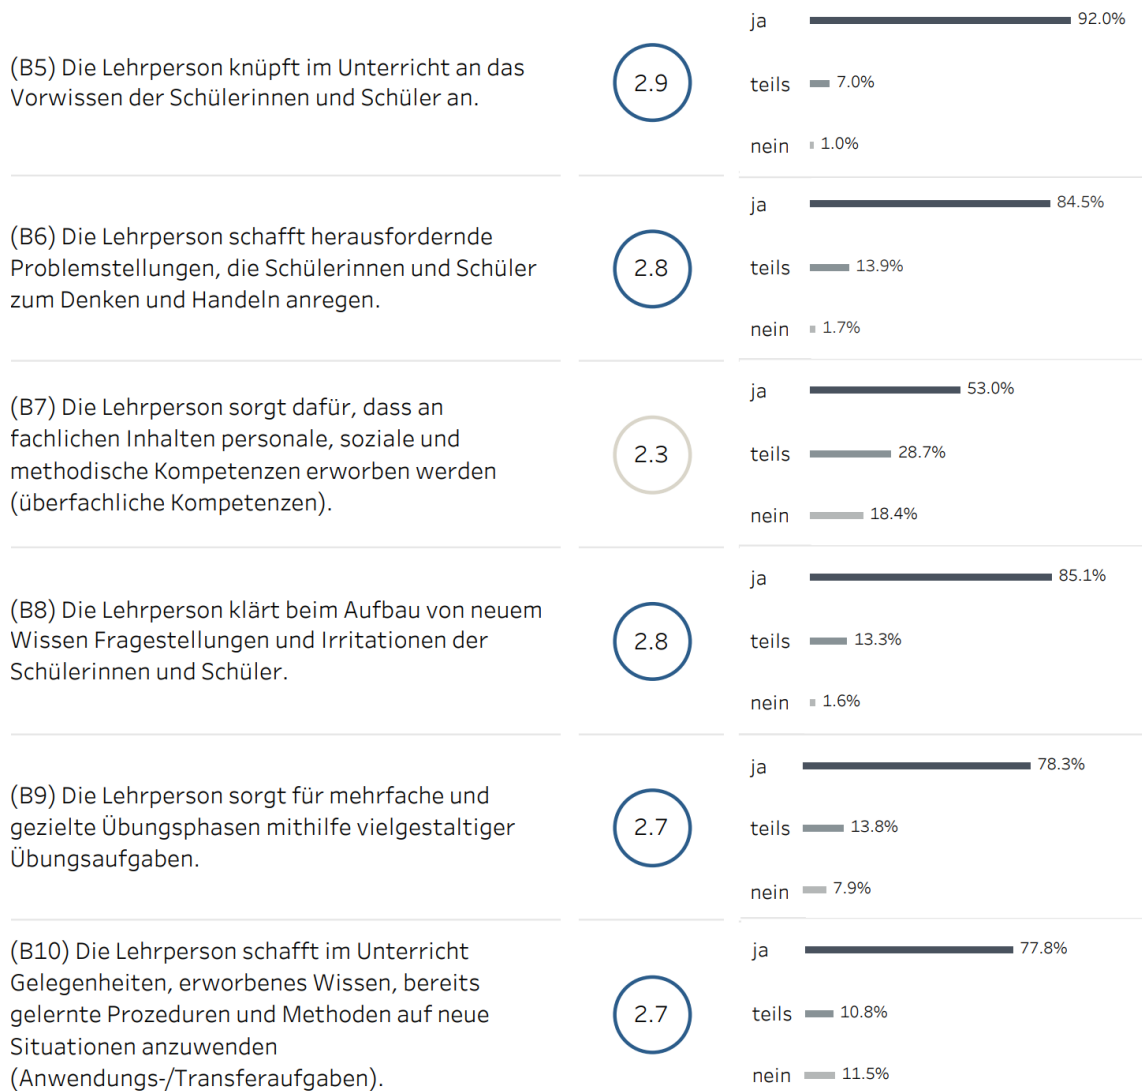 ja 92.0%
(B5) Die Lehrperson knüpft im Unterricht an das
Vorwissen der Schülerinnen und Schüler an.
2.9
teils 7.0%
nein 1.0%
ja 84.5%
(B6) Die Lehrperson schafft herausfordernde
Problemstellungen, die Schülerinnen und Schüler
zum Denken und Handeln anregen.
2.8
teils 13.9%
nein 1.7%
ja 53.0%
(B7) Die Lehrperson sorgt dafür, dass an
fachlichen Inhalten personale, soziale und
methodische Kompetenzen erworben werden
(überfachliche Kompetenzen).
2.3
teils 28.7%
nein 18.4%
ja 85.1%
(B8) Die Lehrperson klärt beim Aufbau von neuem
Wissen Fragestellungen und Irritationen der
Schülerinnen und Schüler.
2.8
teils 13.3%
nein 1.6%
ja 78.3%
(B9) Die Lehrperson sorgt für mehrfache und
gezielte Übungsphasen mithilfe vielgestaltiger
Übungsaufgaben.
2.7
teils 13.8%
nein 7.9%
ja 77.8%
(B10) Die Lehrperson schafft im Unterricht
Gelegenheiten, erworbenes Wissen, bereits
gelernte Prozeduren und Methoden auf neue
Situationen anzuwenden
(Anwendungs-/Transferaufgaben).
2.7
teils 10.8%
nein 11.5%